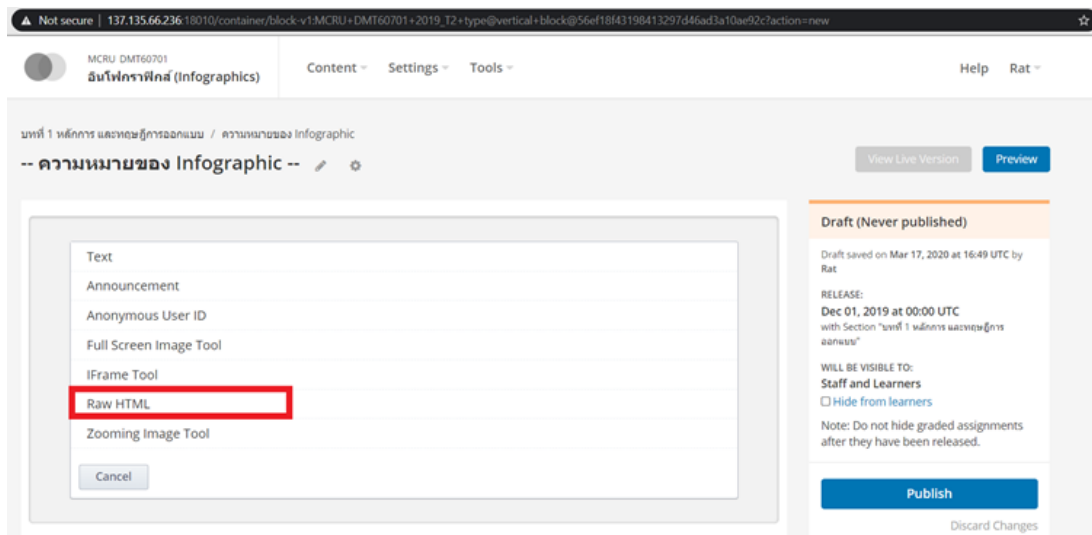 Not secure | 137.135.66.236:18010/container/block-v1:MCRU+DMT60701+2019_T2+type@vertical+block@56ef18f43198413297d46ad3a10ae92c?action=new
MCRU DMT60701
อินโฟกราฟิกส์ (Infographics)
Content
Settings
Tools
Help
Rat
บทที่ 1 หลักการ และทฤษฎีการออกแบบ / ความหมายของ Infographic
-- ความหมายของ Infographic --
View Live Version
Preview
Text
Announcement
Anonymous User ID
Full Screen Image Tool
IFrame Tool
Raw HTML
Zooming Image Tool
Cancel
Draft (Never published)
Draft saved on Mar 17, 2020 at 16:49 UTC by
Rat
RELEASE:
Dec 01, 2019 at 00:00 UTC
with Section "บทที่ 1 หลักการ และทฤษฎีการ
ออกแบบ"
WILL BE VISIBLE TO:
Staff and Learners
Hide from learners
Note: Do not hide graded assignments
after they have been released.
Publish
Discard Changes